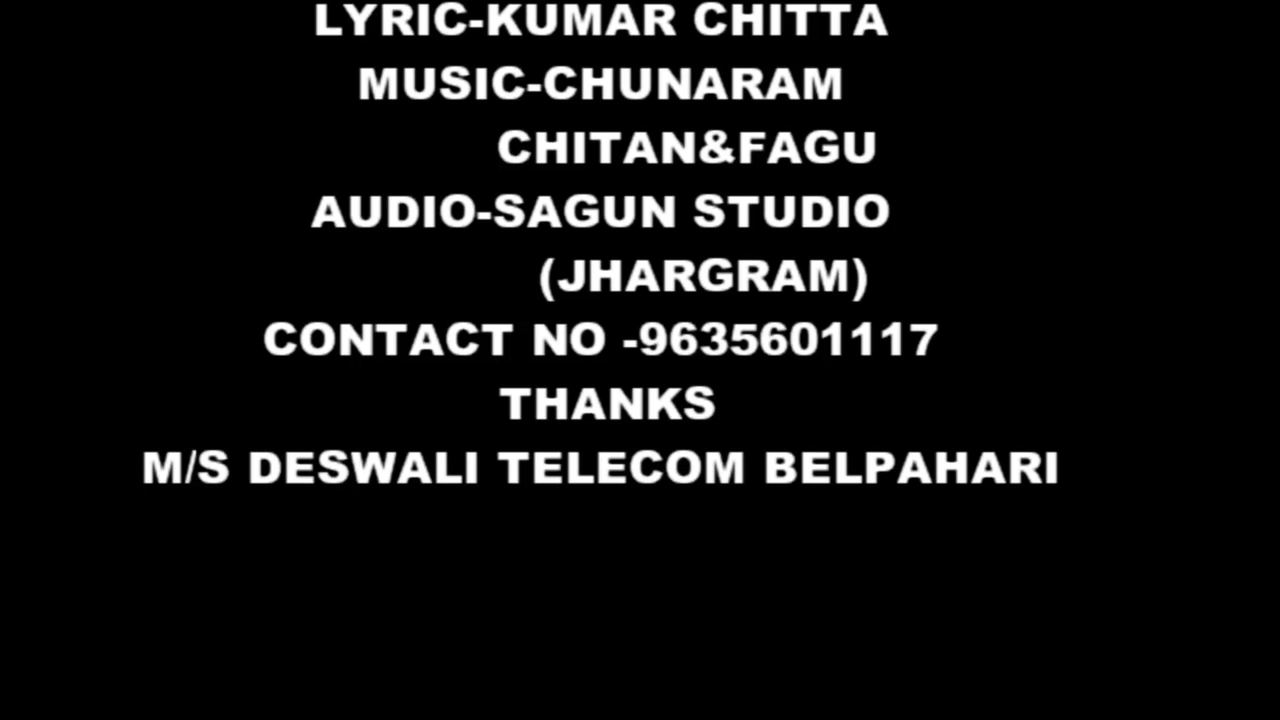 LYRIC-KUMAR CHITTA
MUSIC-CHUNARAM
CHITAN&FAGU
AUDIO-SAGUN STUDIO
(JHARGRAM)
CONTACT NO -9635601117
THANKS
M/S DESWALI TELECOM BELPAHARI